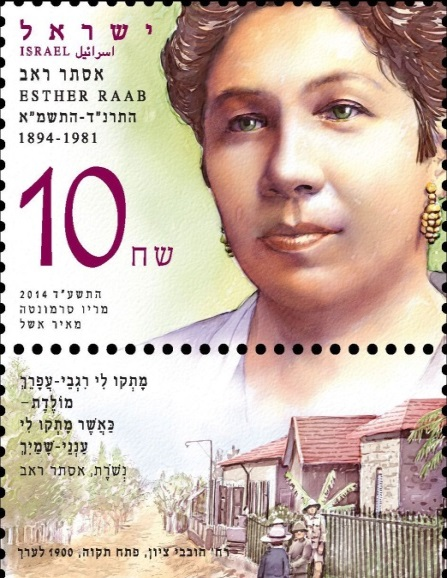 ישראל
ISRAEL اسرائيل
אסתר ראב
ESTHER RAAB
התרנ"ד-התשמ"א
1894-1981
10 שח
התשע"ד 2014
מריו סרמונטה
מאיר אשל
מָתְקוּ לִי רִגְבֵי-עֲפָרֵךְ
מוֹלֶדֶת–
כַּאֲשֶׁר מָתְקוּ לִי
עַנְנֵי-שָׁמַיִךְ
נְשֹׁרֶת, אסתר ראב
רח' חובבי ציון, פתח תקוה, 1900 לערך